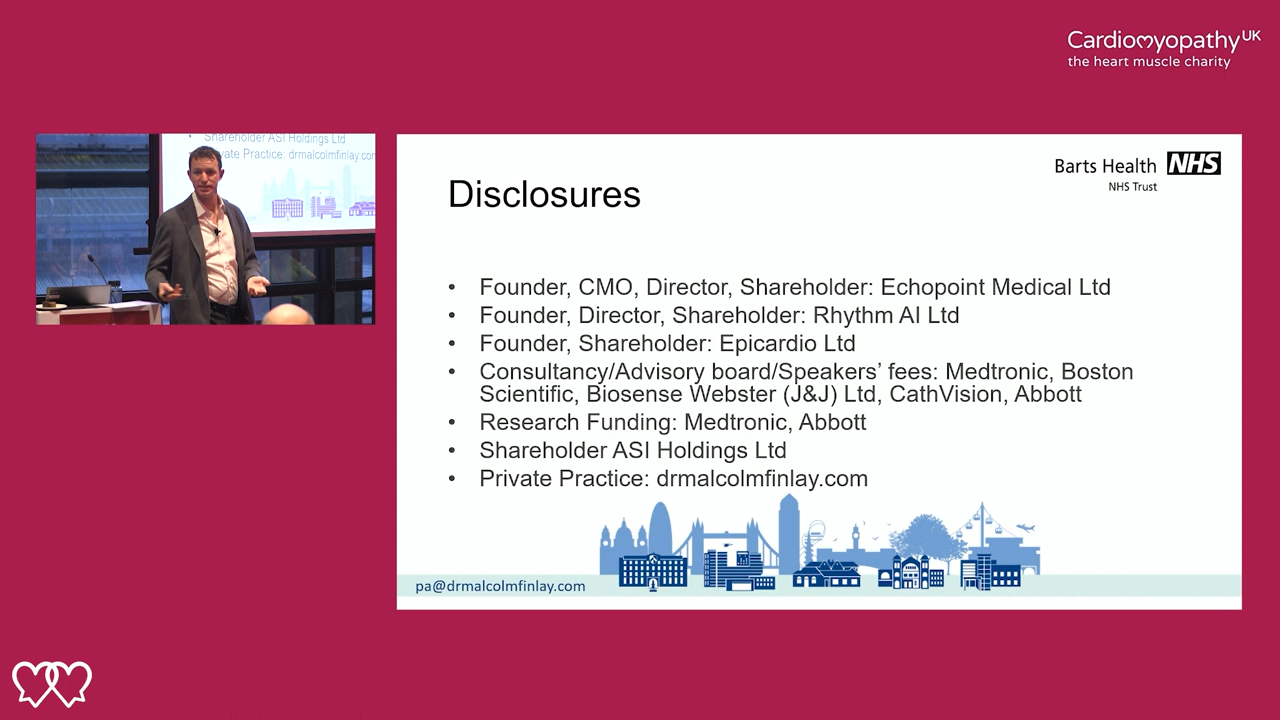 Cardiomyopathy UK
the heart muscle charity
Shareholder ASI Holdings Ltd
Private Practice: drmalcolmfinlay.com
Barts Health NHS
NHS Trust
Disclosures
• Founder, CMO, Director, Shareholder: Echopoint Medical Ltd
• Founder, Director, Shareholder: Rhythm AI Ltd
• Founder, Shareholder: Epicardio Ltd
• Consultancy/Advisory board/Speakers’ fees: Medtronic, Boston
Scientific, Biosense Webster (J&J) Ltd, CathVision, Abbott
• Research Funding: Medtronic, Abbott
• Shareholder ASI Holdings Ltd
• Private Practice: drmalcolmfinlay.com
pa@drmalcolmfinlay.com